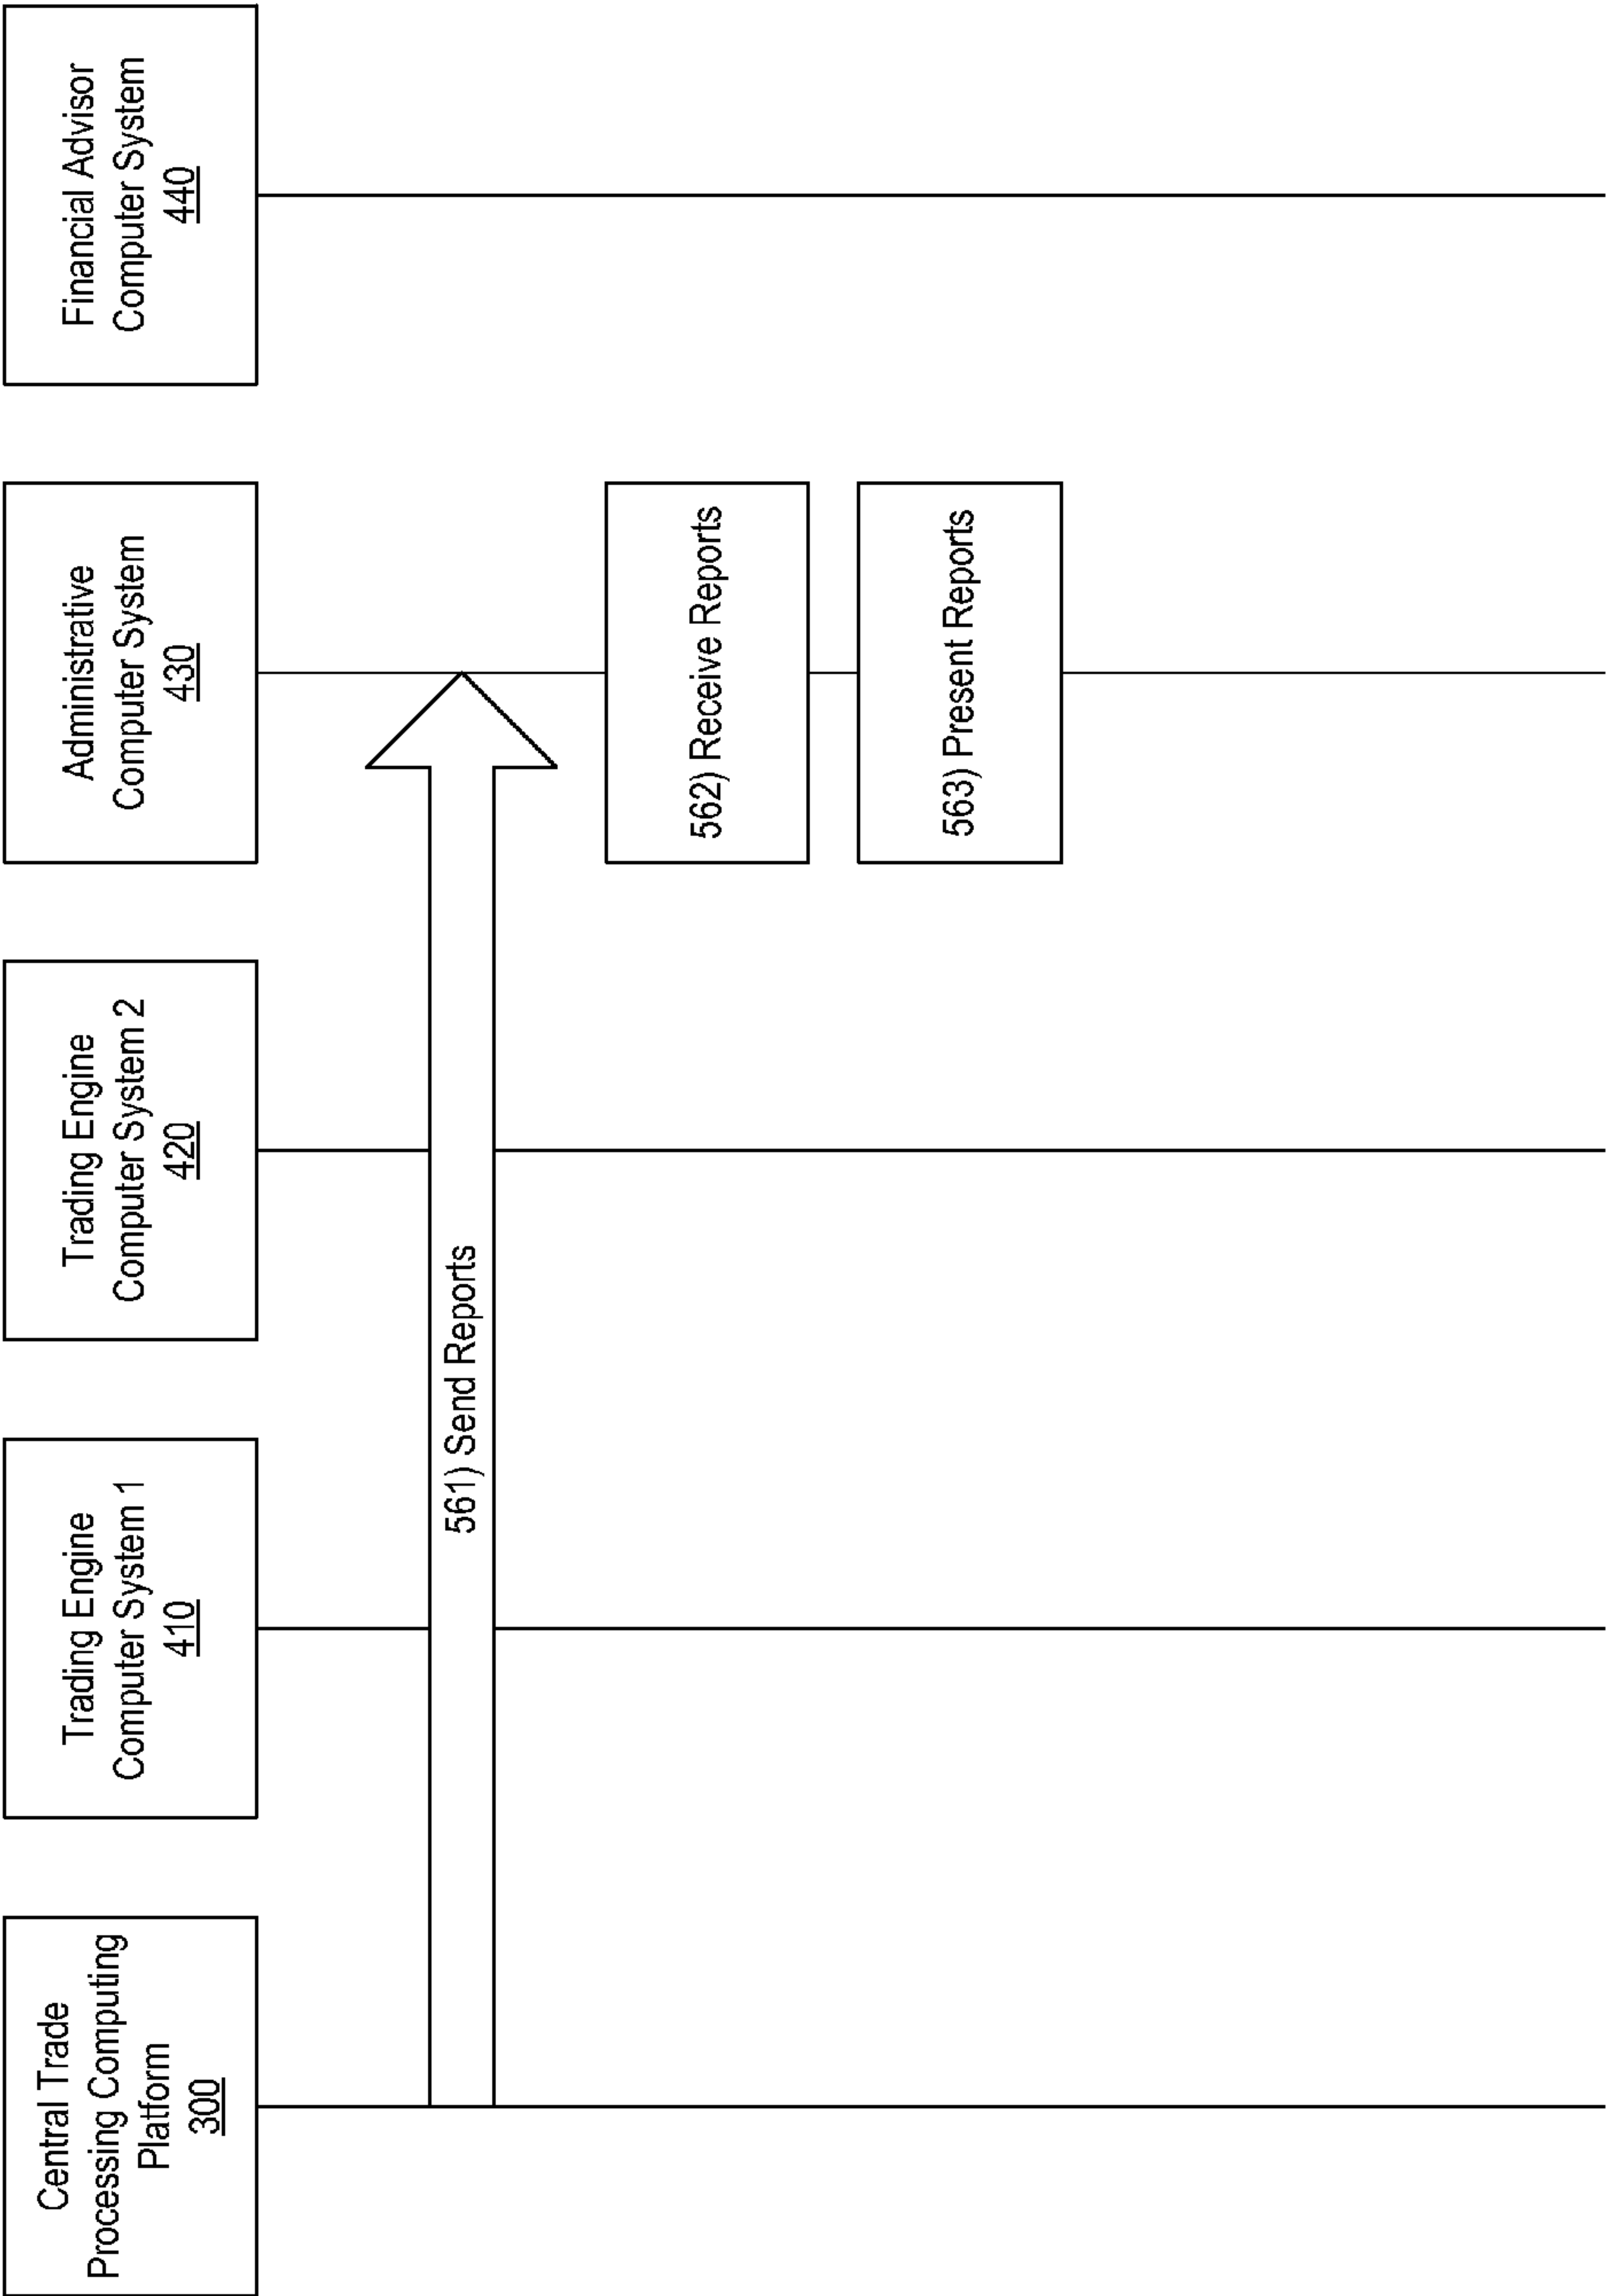 Central Trade
Processing Computing
Platform
300
Trading Engine
Computer System 1
410
Trading Engine
Computer System 2
420
Administrative
Computer System
430
Financial Advisor
Computer System
440
561) Send Reports
562) Receive Reports
563) Present Reports